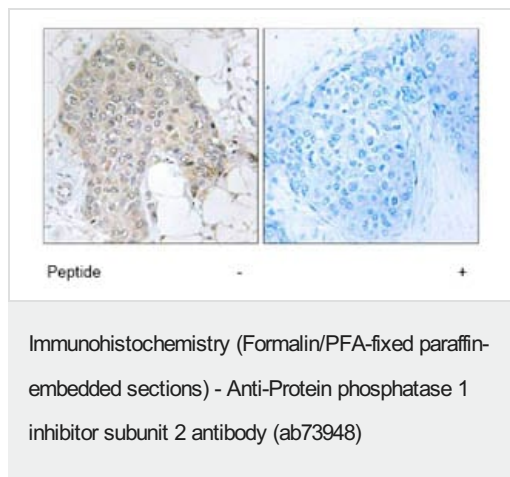 Peptide - +
Immunohistochemistry (Formalin/PFA-fixed paraffin-
embedded sections) - Anti-Protein phosphatase 1
inhibitor subunit 2 antibody (ab73948)